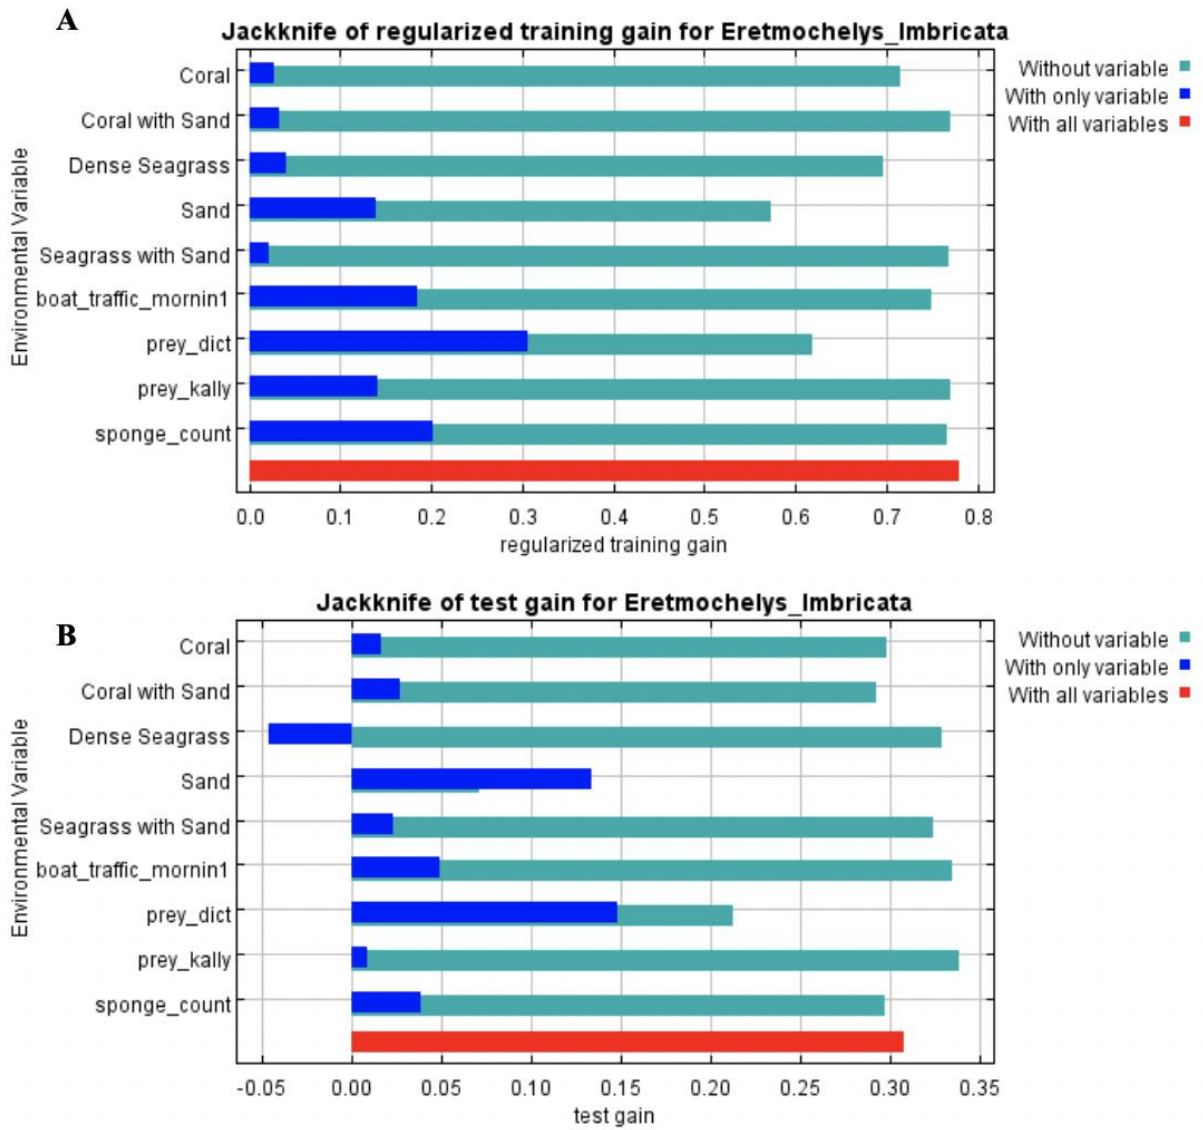 A
Jackknife of regularized training gain for Eretmochelys_Imbricata
Without variable
With only variable
With all variables
Environmental Variable
Coral
Coral with Sand
Dense Seagrass
Sand
Seagrass with Sand
boat_traffic_mornin1
prey_dict
prey_kally
sponge_count
0.0 0.1 0.2 0.3 0.4 0.5 0.6 0.7 0.8
regularized training gain
B
Jackknife of test gain for Eretmochelys_Imbricata
Without variable
With only variable
With all variables
Environmental Variable
Coral
Coral with Sand
Dense Seagrass
Sand
Seagrass with Sand
boat_traffic_mornin1
prey_dict
prey_kally
sponge_count
-0.05 0.00 0.05 0.10 0.15 0.20 0.25 0.30 0.35
test gain